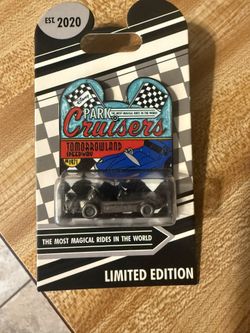 EST. 2020
PARK
THE MOST MAGICAL RIDES IN THE WORLD
Cruisers
TOMORROWLAND
SPEEDWAY
1971
THE MOST MAGICAL RIDES IN THE WORLD
LIMITED EDITION